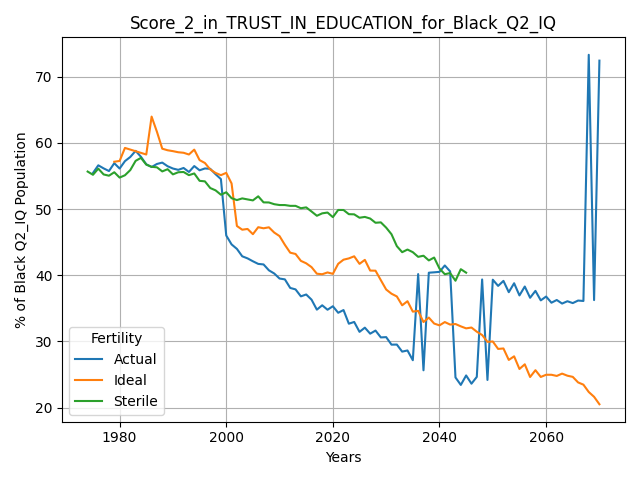 Score_2_in_TRUST_IN_EDUCATION_for_Black_Q2_IQ
% of Black Q2_IQ Population
70
60
50
40
30
20
Fertility
Actual
Ideal
Sterile
1980 2000 2020 2040 2060
Years